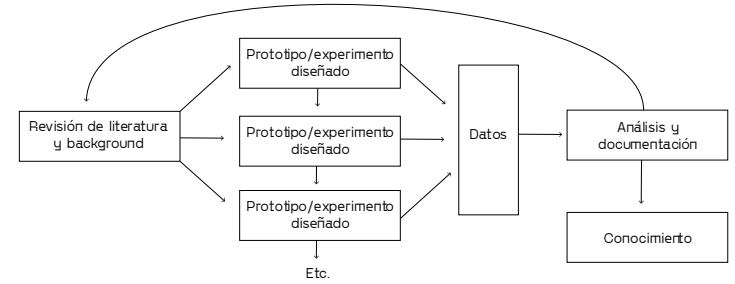 Revisión de literatura
y background
Prototipo/experimento
diseñado
Prototipo/experimento
diseñado
Prototipo/experimento
diseñado
Etc.
Datos
Análisis y
documentación
Conocimiento